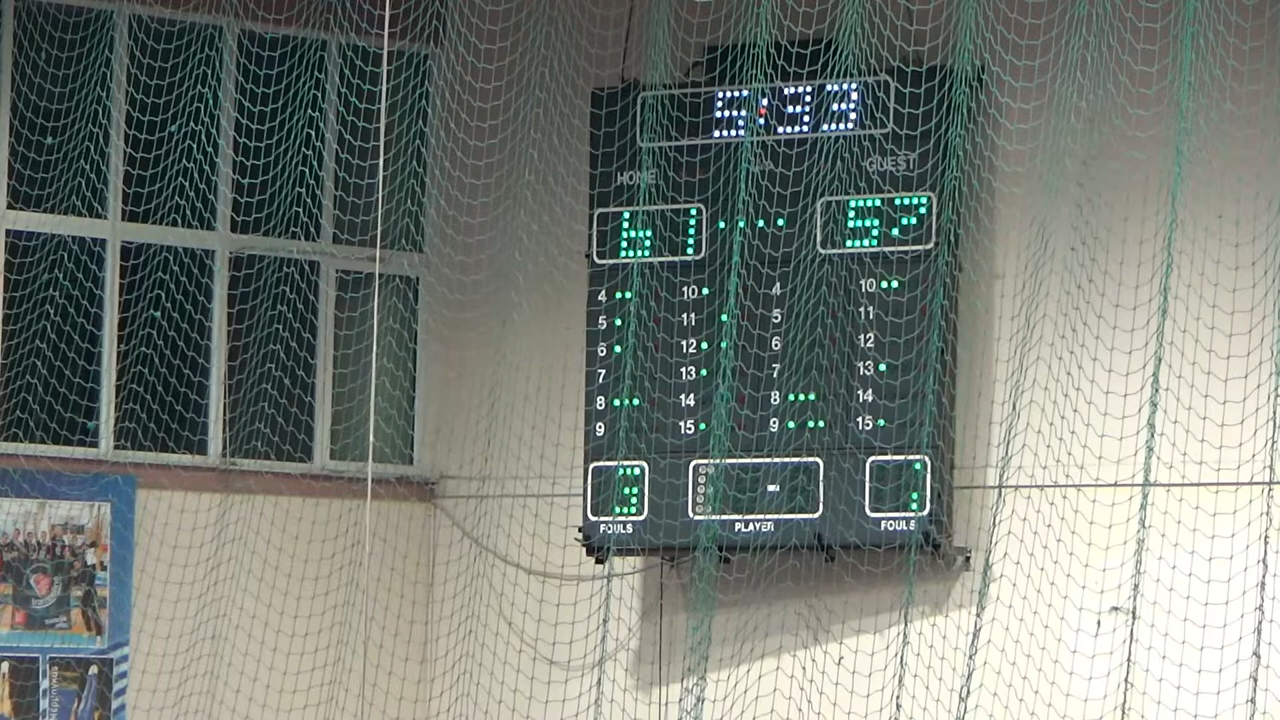 5:33
HOME GUEST
61 57
4 10 4 10
5 11 5 11
6 12 6 12
7 13 7 13
8 14 8 14
9 15 9 15
3 1
FOULS PLAYER FOULS